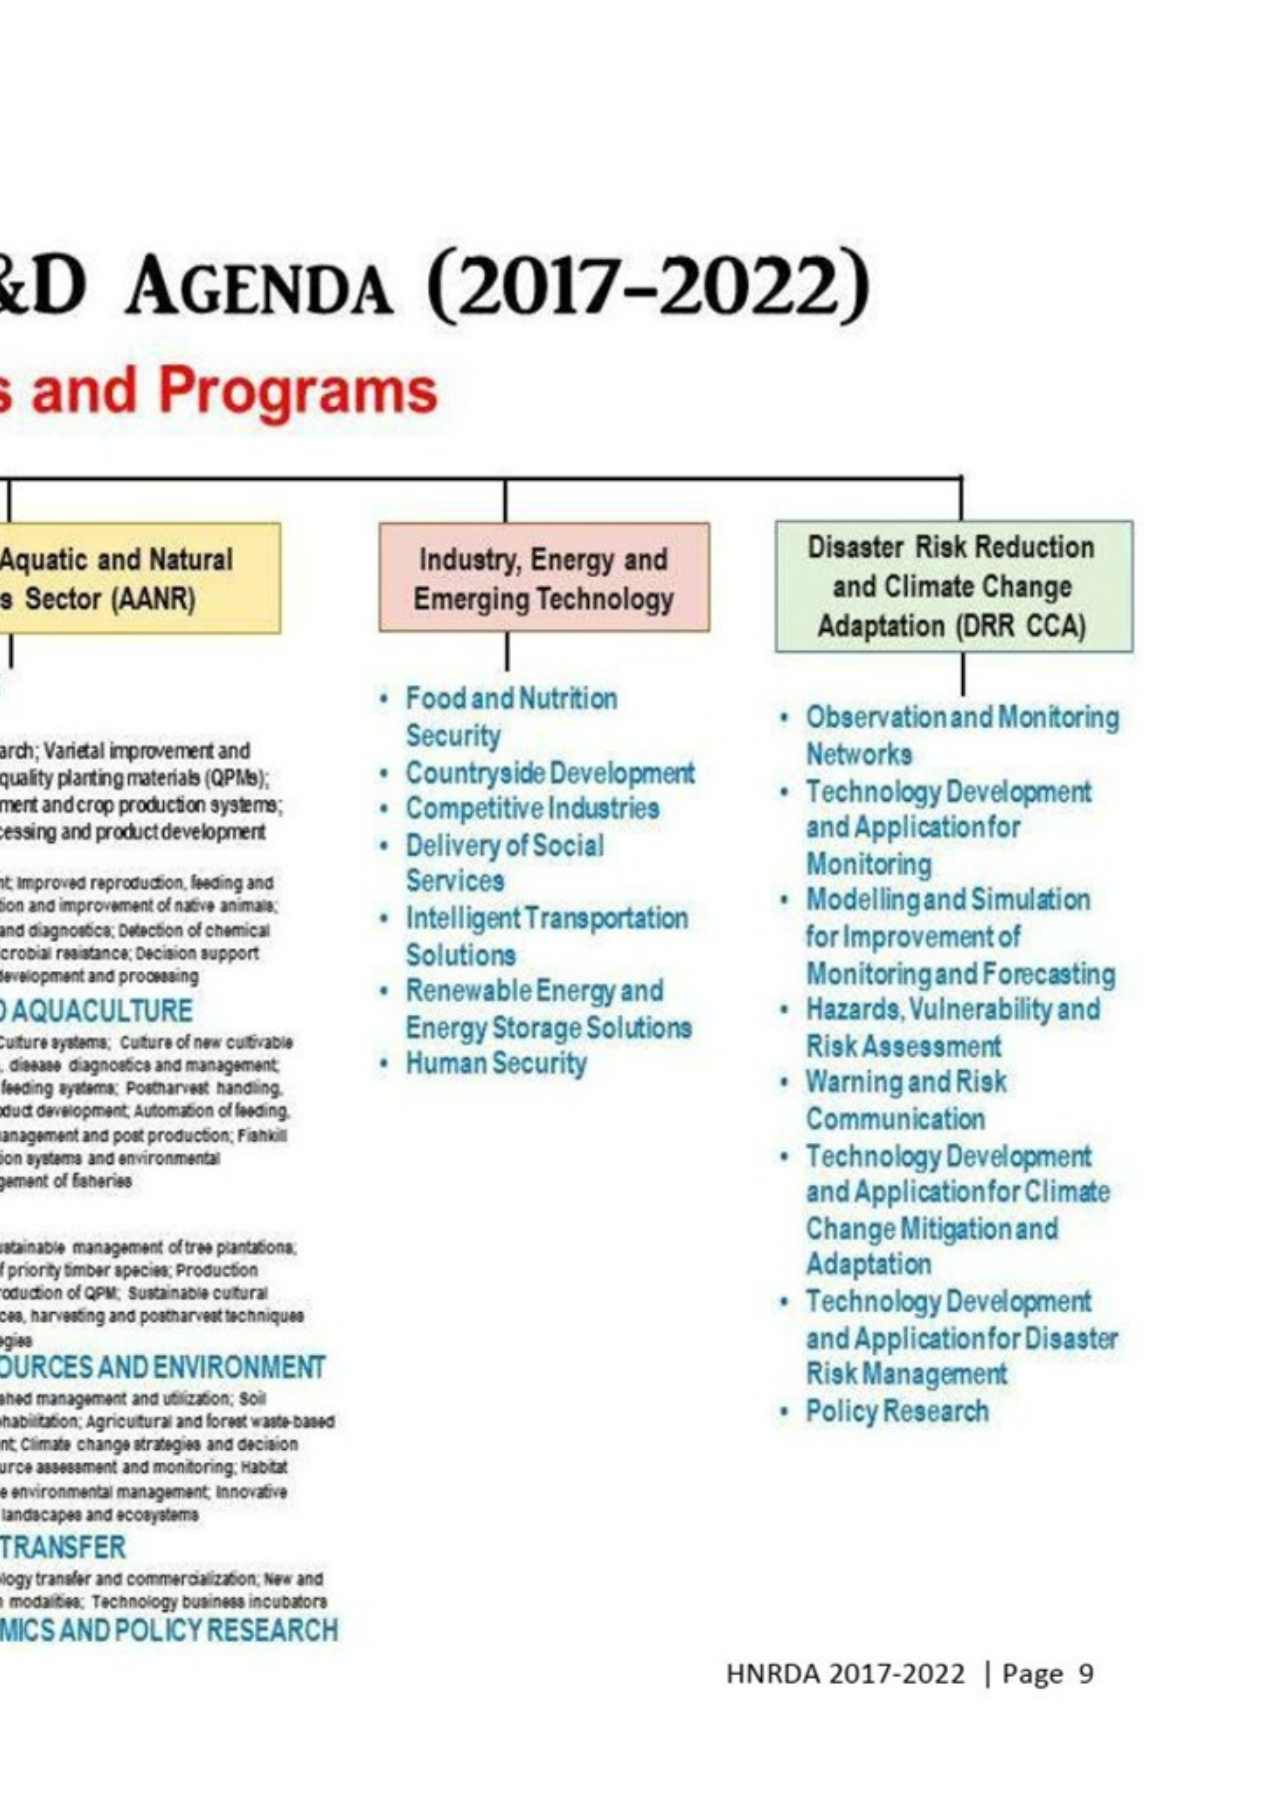 &D AGENDA (2017-2022)
s and Programs
Aquatic and Natural
s Sector (AANR)
arch; Varietal improvement and
quality planting materials (QPMs);
ment and crop production systems;
cessing and product development
nt; Improved reproduction, feeding and
tion and improvement of native animals;
and diagnostics; Detection of chemical
crobial resistance; Decision support
development and processing
D AQUACULTURE
Culture systems; Culture of new cultivable
, disease diagnostics and management;
feeding systems; Postharvest handling,
oduct development; Automation of feeding,
anagement and post production; Fishkill
ion systems and environmental
gement of fisheries
ustainable management of tree plantations;
f priority timber species; Production
roduction of QPM; Sustainable cultural
ces, harvesting and postharvest techniques
egies
OURCES AND ENVIRONMENT
shed management and utilization; Soil
habilitation; Agricultural and forest waste-based
nt; Climate change strategies and decision
urce assessment and monitoring; Habitat
e environmental management; Innovative
landscapes and ecosystems
TRANSFER
logy transfer and commercialization; New and
n modalities; Technology business incubators
MICS AND POLICY RESEARCH
Industry, Energy and
Emerging Technology
• Food and Nutrition
Security
• Countryside Development
• Competitive Industries
• Delivery of Social
Services
• Intelligent Transportation
Solutions
• Renewable Energy and
Energy Storage Solutions
• Human Security
Disaster Risk Reduction
and Climate Change
Adaptation (DRR CCA)
• Observation and Monitoring
Networks
• Technology Development
and Application for
Monitoring
• Modelling and Simulation
for Improvement of
Monitoring and Forecasting
• Hazards, Vulnerability and
Risk Assessment
• Warning and Risk
Communication
• Technology Development
and Application for Climate
Change Mitigation and
Adaptation
• Technology Development
and Application for Disaster
Risk Management
• Policy Research
HNRDA 2017-2022 | Page 9